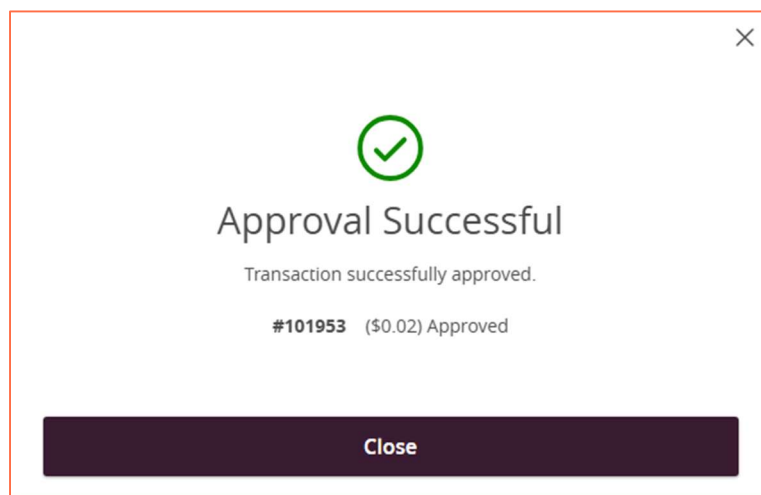 Approval Successful
Transaction successfully approved.
#101953 ($0.02) Approved
Close